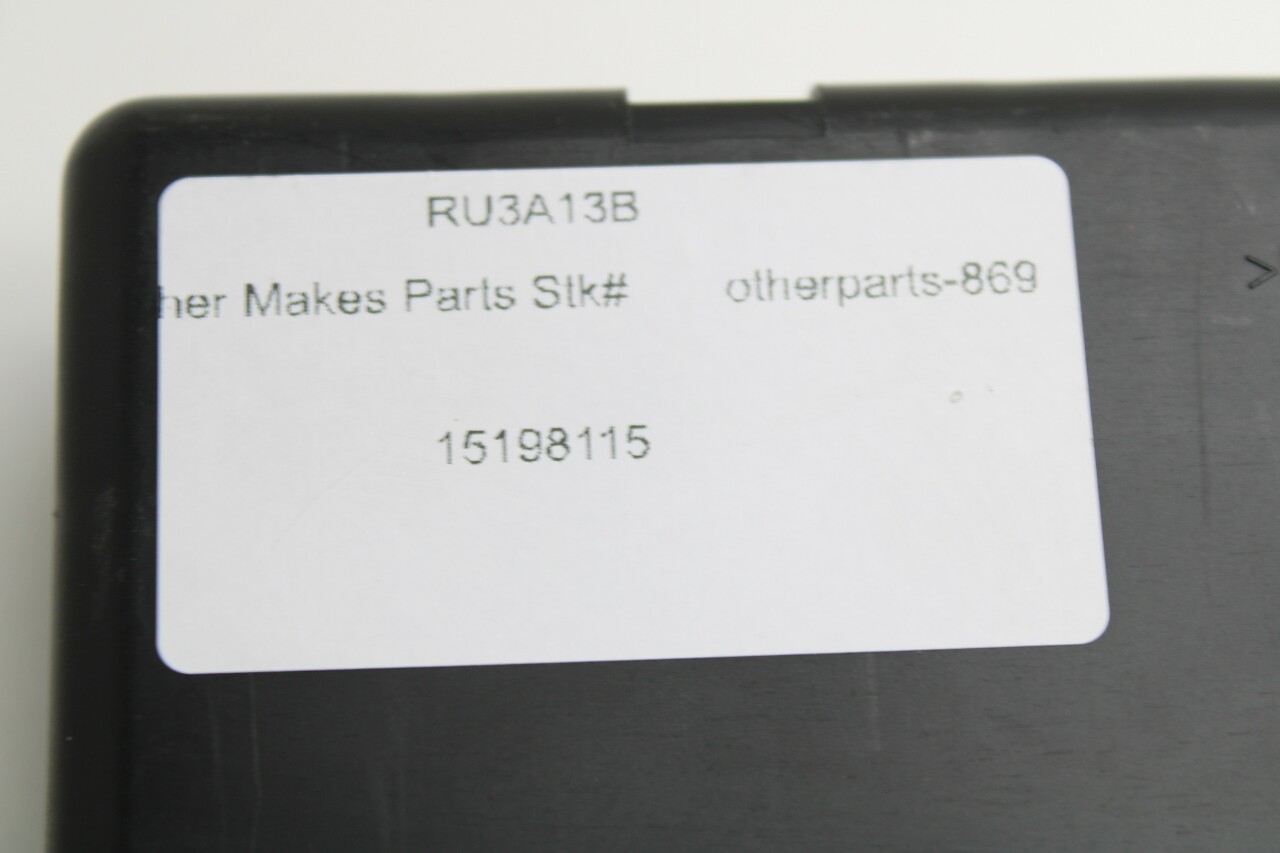 RU3A13B
her Makes Parts Stk# otherparts-869
15198115
>